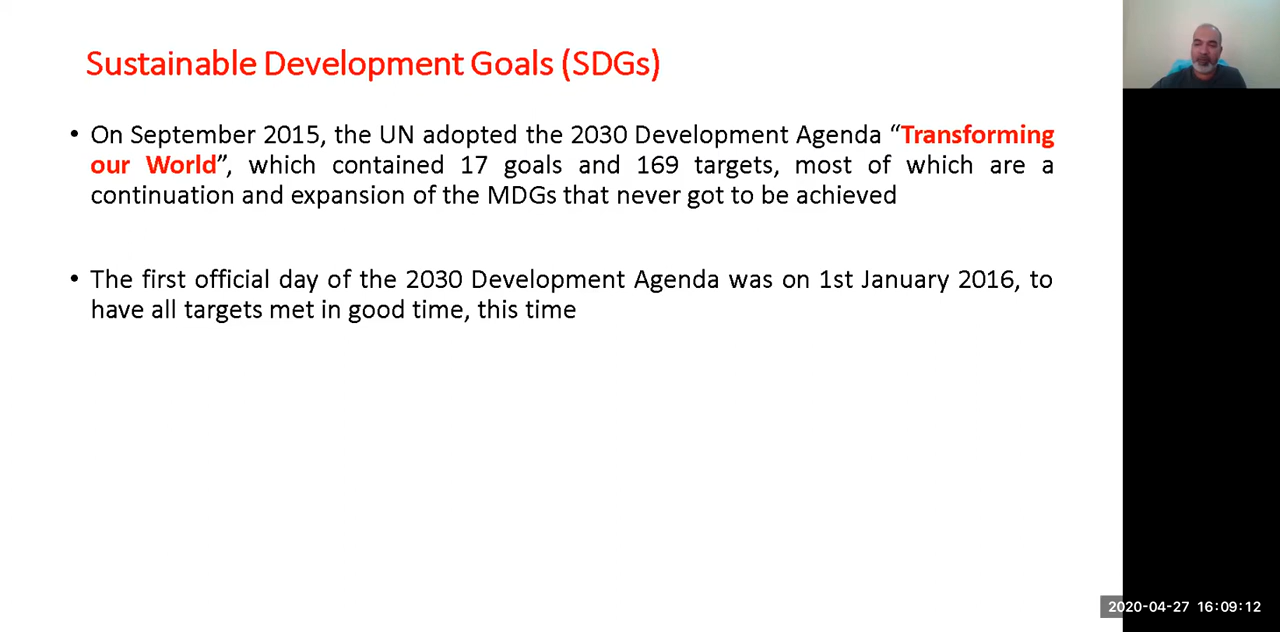 Sustainable Development Goals (SDGs)
• On September 2015, the UN adopted the 2030 Development Agenda “Transforming
our World”, which contained 17 goals and 169 targets, most of which are a
continuation and expansion of the MDGs that never got to be achieved
• The first official day of the 2030 Development Agenda was on 1st January 2016, to
have all targets met in good time, this time
2020-04-27 16:09:12